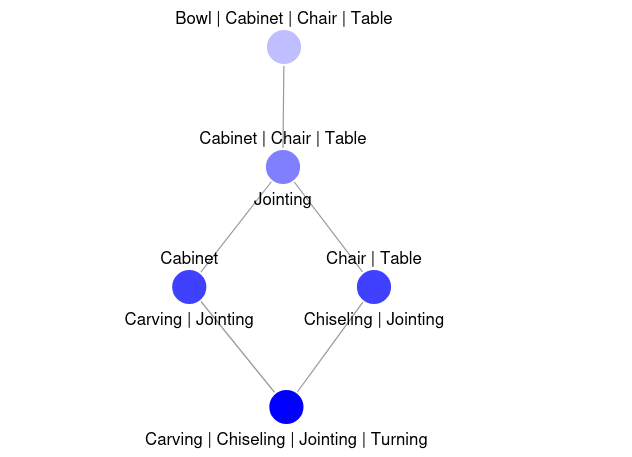 Bowl | Cabinet | Chair | Table
Cabinet | Chair | Table
Jointing
Cabinet
Chair | Table
Carving | Jointing
Chiseling | Jointing
Carving | Chiseling | Jointing | Turning